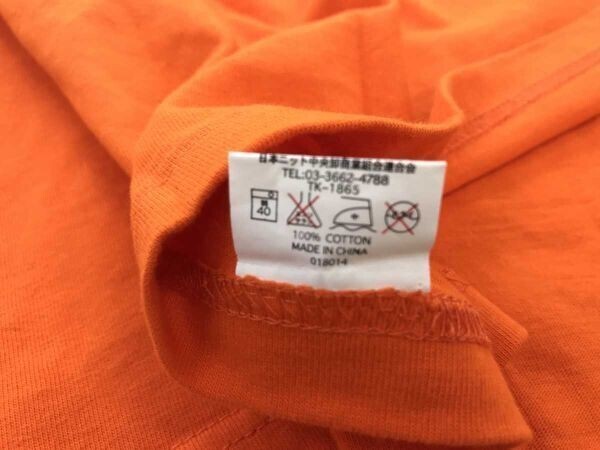 日本ニット中央卸商業組合連合会
TEL:03-3662-4788
TK-1865
40
中
100% COTTON
MADE IN CHINA
018014